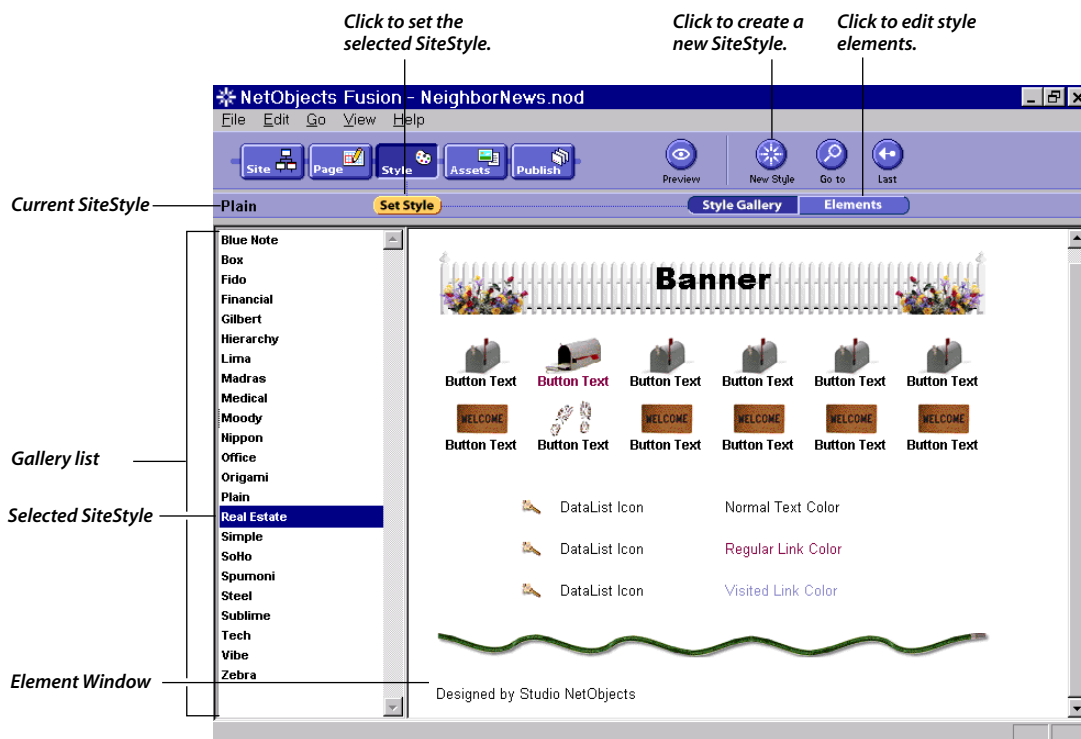 Click to set the
selected SiteStyle.
Click to create a
new SiteStyle.
Click to edit style
elements.
NetObjects Fusion - NeighborNews.nod
File Edit Go View Help
Site Page Style Assets Publish Preview New Style Go to Last
Current SiteStyle Plain Set Style Style Gallery Elements
Blue Note
Box
Fido
Financial
Gilbert
Hierarchy
Lima
Madras
Medical
Moody
Nippon
Gallery list
Office
Origami
Plain
Selected SiteStyle
Real Estate
Simple
SoHo
Spumoni
Steel
Sublime
Tech
Vibe
Zebra
Element Window
Banner
Button Text Button Text Button Text Button Text Button Text Button Text
WELCOME WELCOME WELCOME WELCOME WELCOME
Button Text Button Text Button Text Button Text Button Text Button Text
DataList Icon Normal Text Color
DataList Icon Regular Link Color
DataList Icon Visited Link Color
Designed by Studio NetObjects